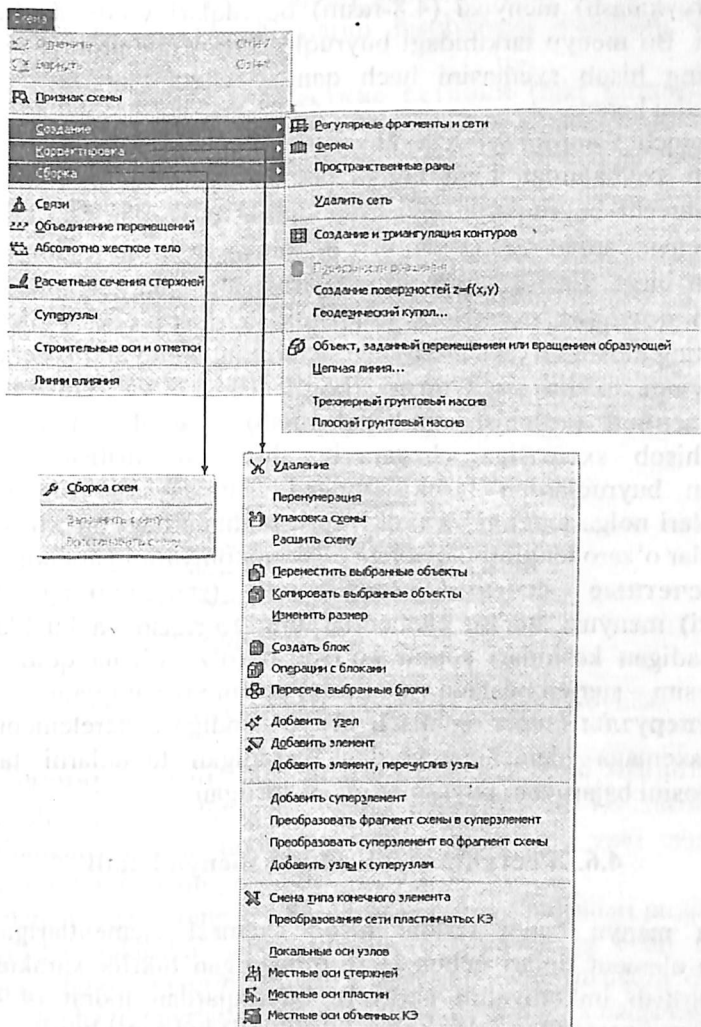 Схема
Признак схемы
Создание
Корректировка
Сборка
Связи
Объединение перемещений
Абсолютно жесткое тело
Расчетные сечения стержней
Суперузлы
Строительные оси и отметки
Линии влияния
Регулярные фрагменты и сети
Фермы
Пространственные рамы
Удалить сеть
Создание и триангуляция контуров
Поверхности вращения
Создание поверхностей z=f(x,y)
Геодезический купол...
Объект, заданный перемещением или вращением образующей
Цепная линия...
Трехмерный грунтовый массив
Плоский грунтовый массив
Сборка схем
Удаление
Перенумерация
Упаковка схемы
Расшить схему
Переместить выбранные объекты
Копировать выбранные объекты
Изменить размер
Создать блок
Операции с блоками
Пересечь выбранные блоки
Добавить узел
Добавить элемент
Добавить элемент, перечислив узлы
Добавить суперэлемент
Преобразовать фрагмент схемы в суперэлемент
Преобразовать суперэлемент во фрагмент схемы
Добавить узлы к суперузлам
Смена типа конечного элемента
Преобразование сети пластинчатых КЭ
Локальные оси узлов
Местные оси стержней
Местные оси пластин
Местные оси объемных КЭ